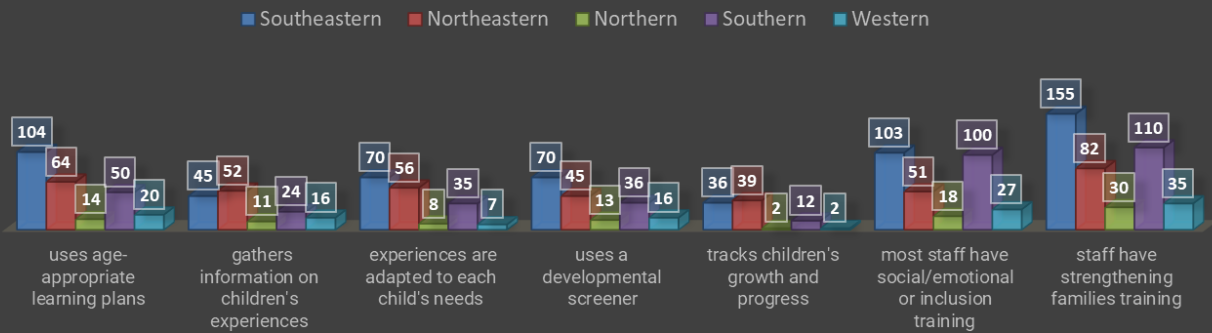 Southeastern Northeastern Northern Southern Western
104 64 14 50 20
45 52 11 24 16
70 56 8 35 7
70 45 13 36 16
36 39 2 12 2
103 51 18 100 27
155 82 30 110 35
uses age-
appropriate
learning plans
gathers
information on
children's
experiences
experiences are
adapted to each
child's needs
uses a
developmental
screener
tracks children's
growth and
progress
most staff have
social/emotional
or inclusion
training
staff have
strengthening
families training